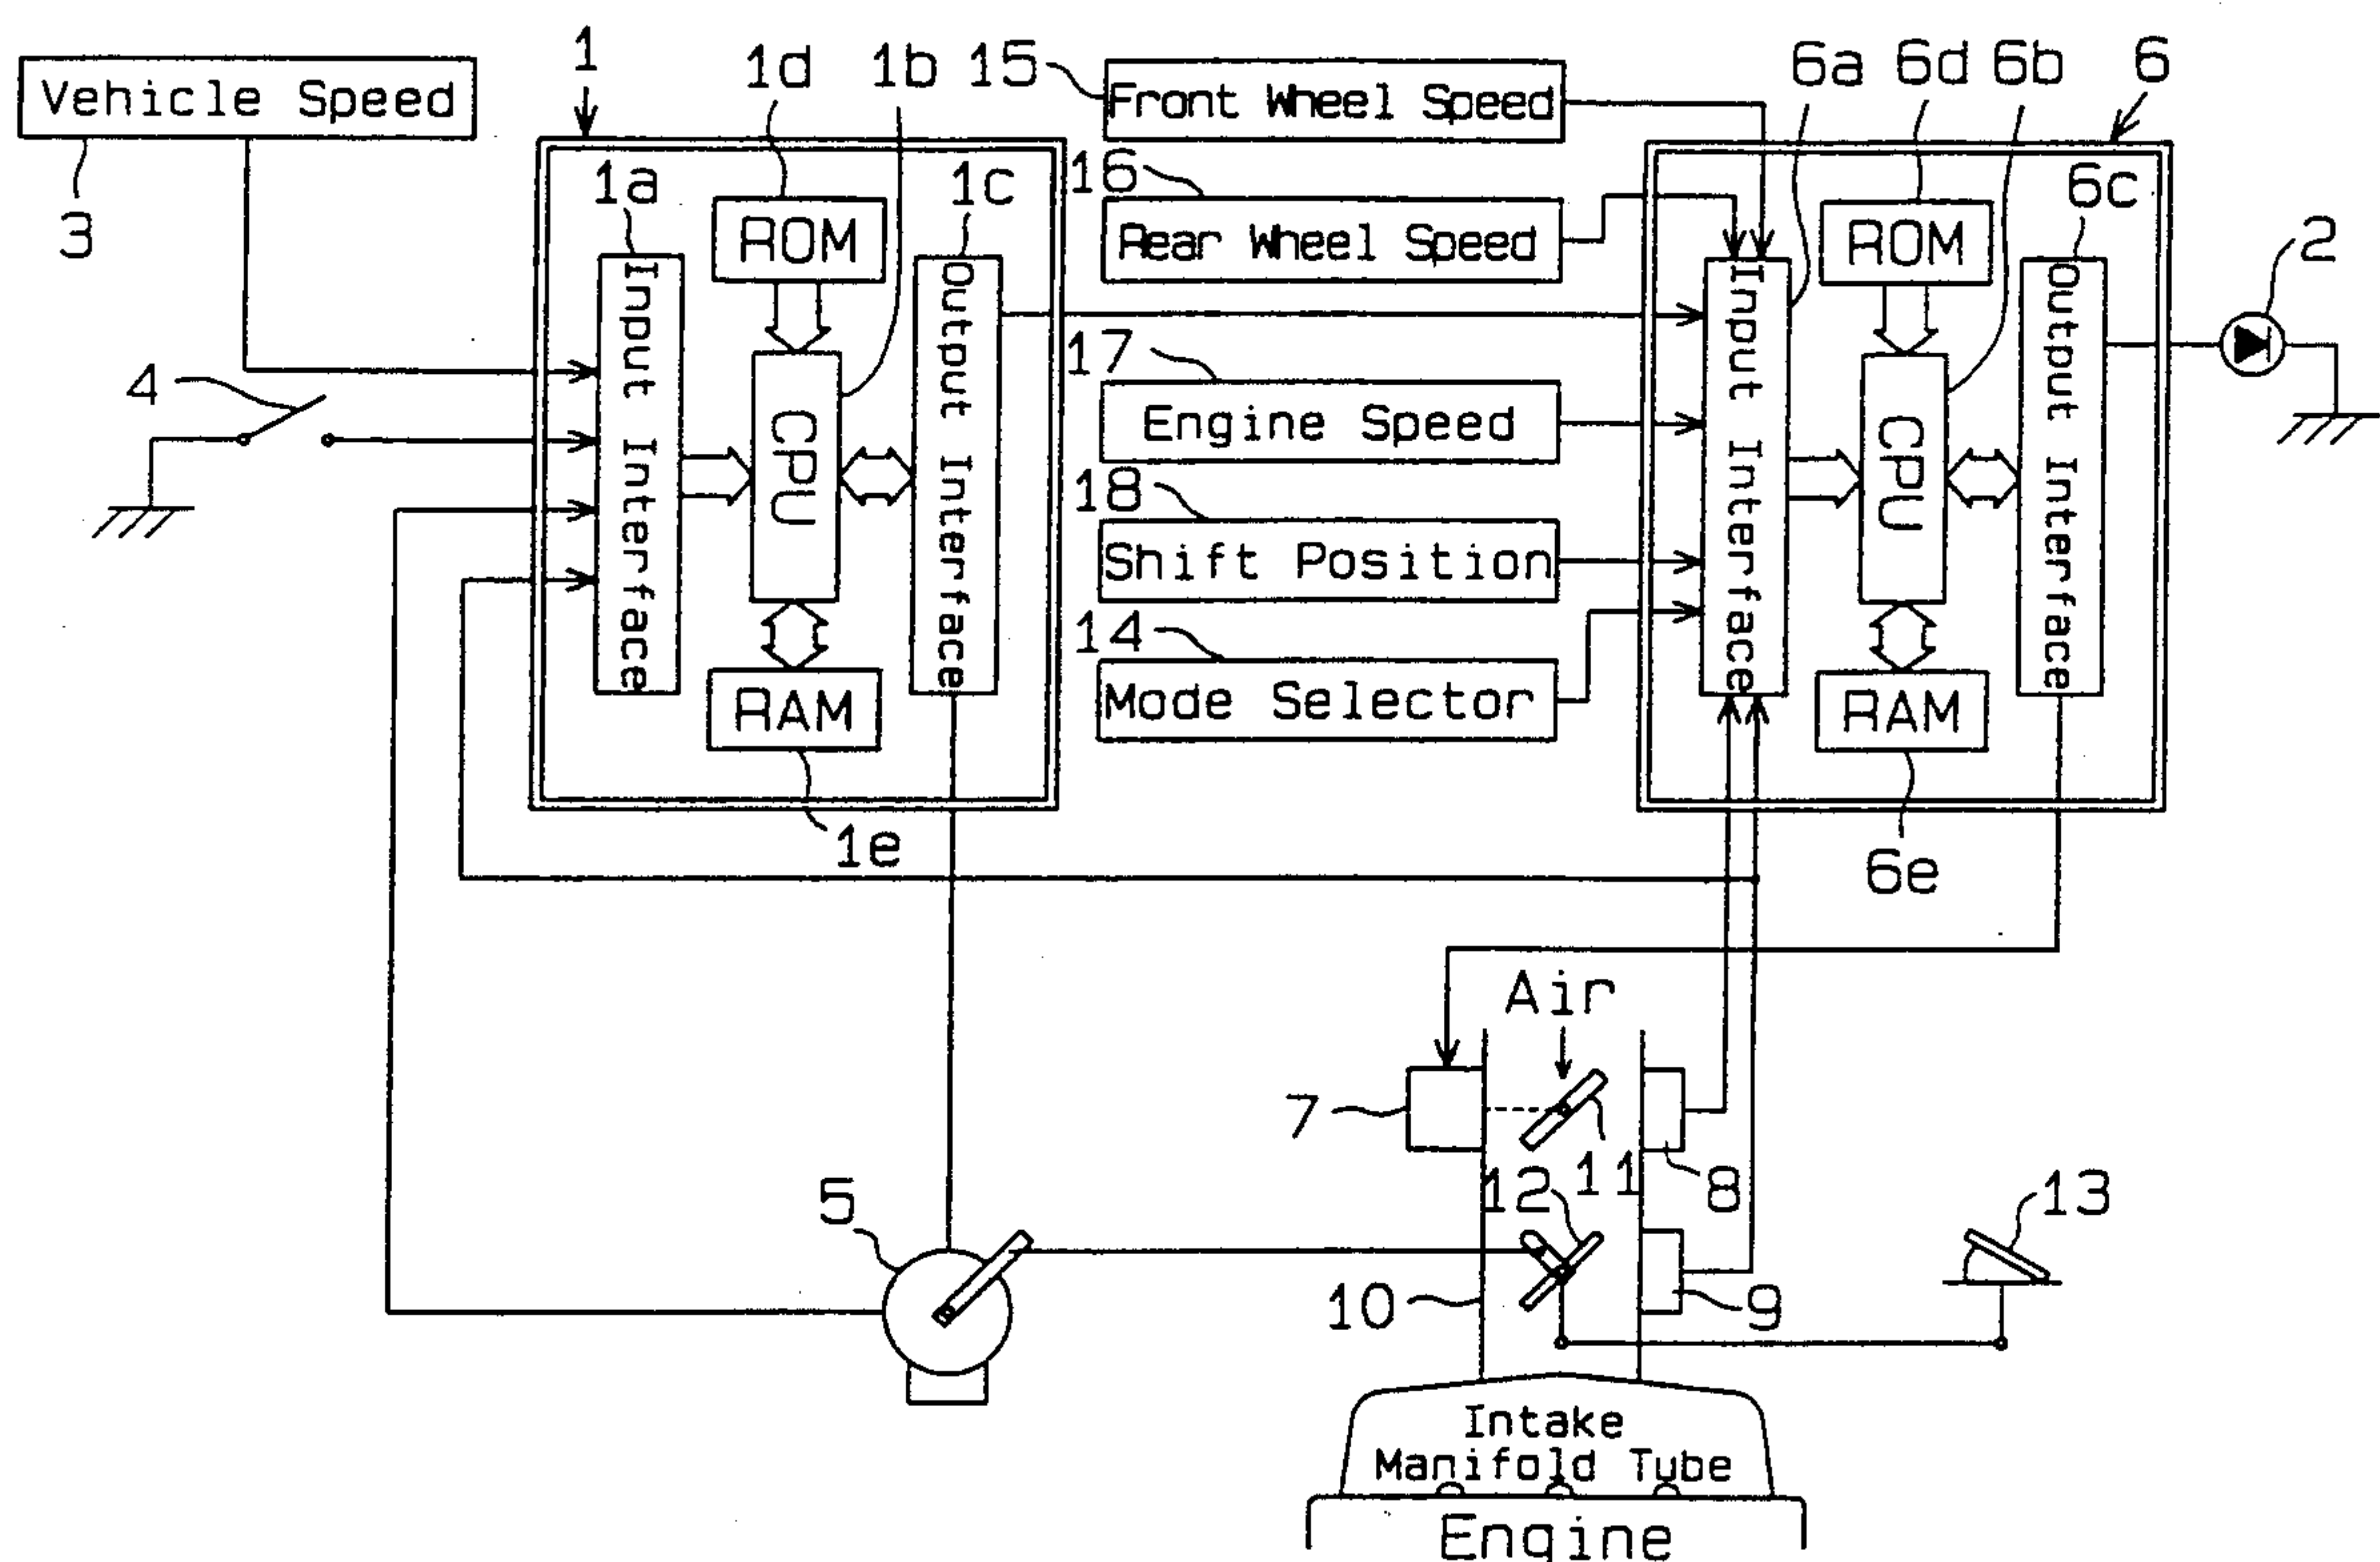 1
1d
1b
15
Front Wheel Speed
6a
6d
6b
6
Vehicle Speed
3
1a
1c
ROM
16
Rear Wheel Speed
6c
ROM
2
Input Interface
Output Interface
Input Interface
Output Interface
4
CPU
17
Engine Speed
CPU
18
Shift Position
14
Mode Selector
RAM
RAM
1e
6e
Air
7
11
8
12
13
5
10
9
Intake
Manifold Tube
Engine